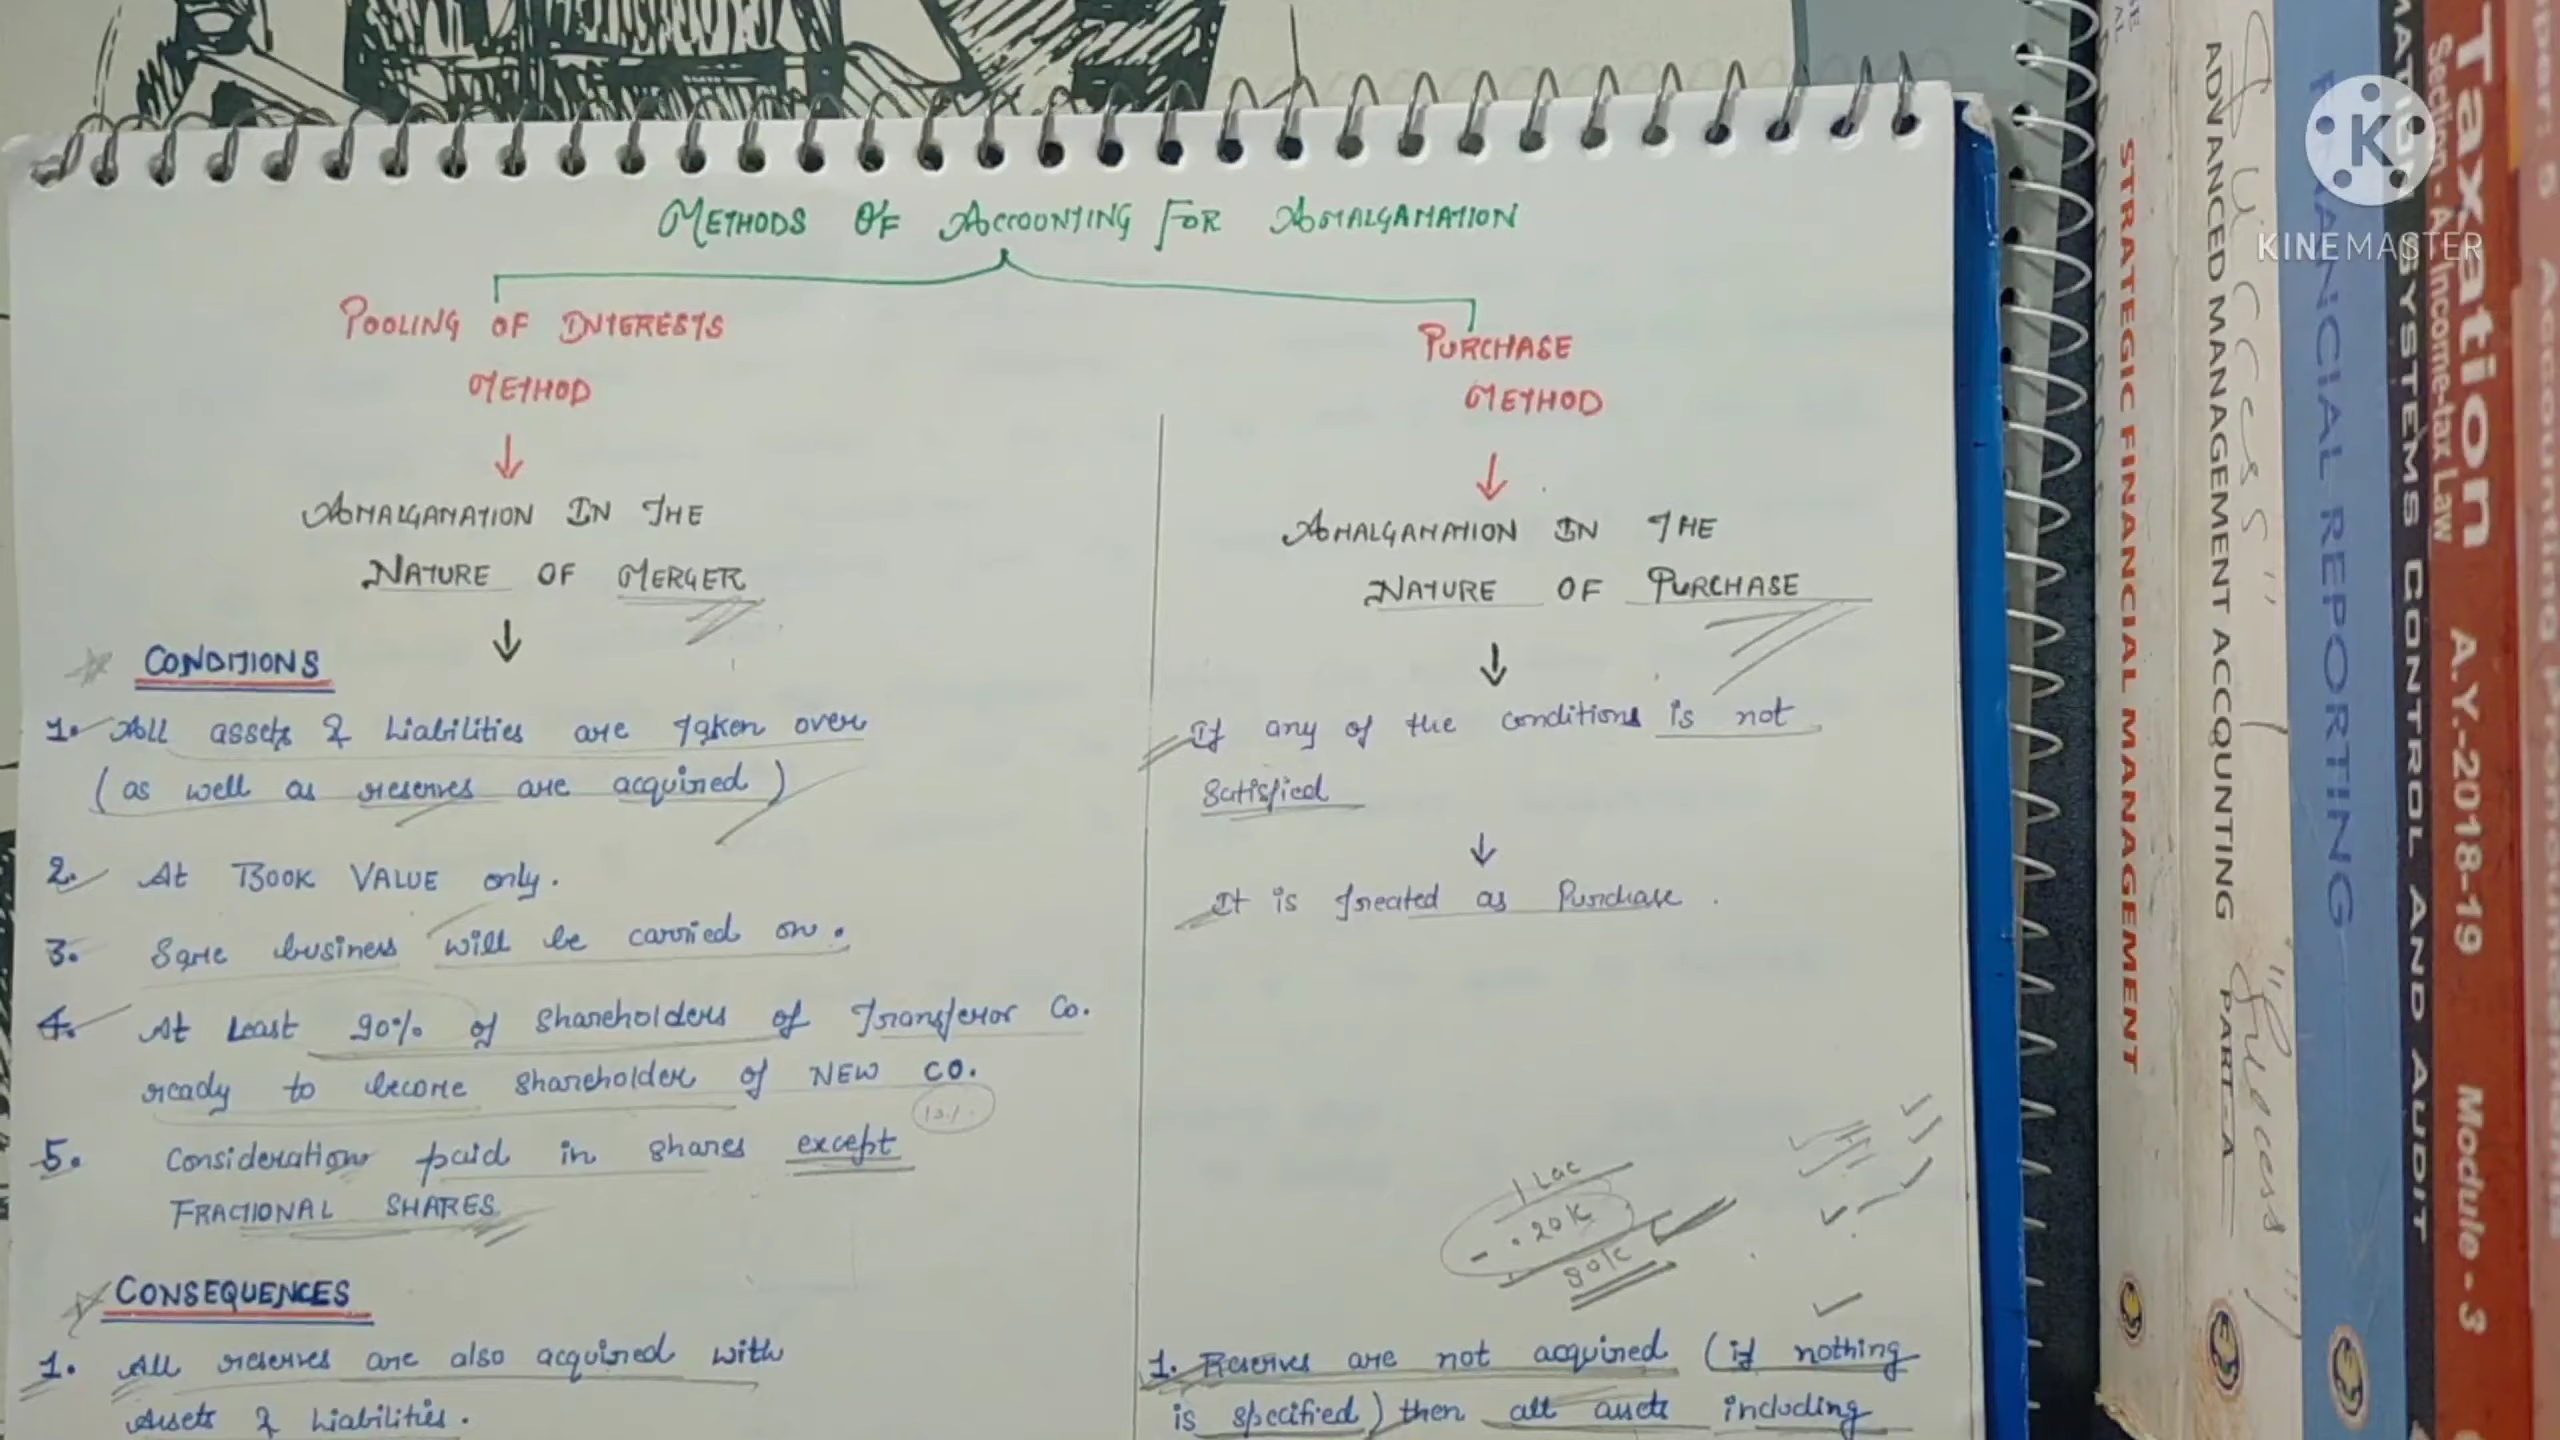 METHODS OF ACCOUNTING FOR AMALGAMATION
POOLING OF INTERESTS
METHOD
AMALGAMATION IN THE
NATURE OF MERGER
CONDITIONS
1. All assets & Liabilities are taken over
(as well as reserves are acquired)
2. At BOOK VALUE only.
3. Same business will be carried on.
4. At Least 90% of shareholders of Transferor Co.
ready to become shareholder of NEW CO.
5. Consideration paid in shares except
FRACTIONAL SHARES
CONSEQUENCES
1. All reserves are also acquired with
Assets & Liabilities.
PURCHASE
METHOD
AMALGAMATION IN THE
NATURE OF PURCHASE
If any of the conditions is not
Satisfied
It is treated as Purchase.
1 Lac
- 20K
80K
1. Reserves are not acquired (if nothing
is specified) then all assets including
STRATEGIC FINANCIAL MANAGEMENT
ADVANCED MANAGEMENT ACCOUNTING PART-A
"Success"
FINANCIAL REPORTING
SYSTEMS CONTROL AND AUDIT
Taxation A.Y.-2018-19 Module - 3
Section - A Income-tax Law
K
KINEMASTER